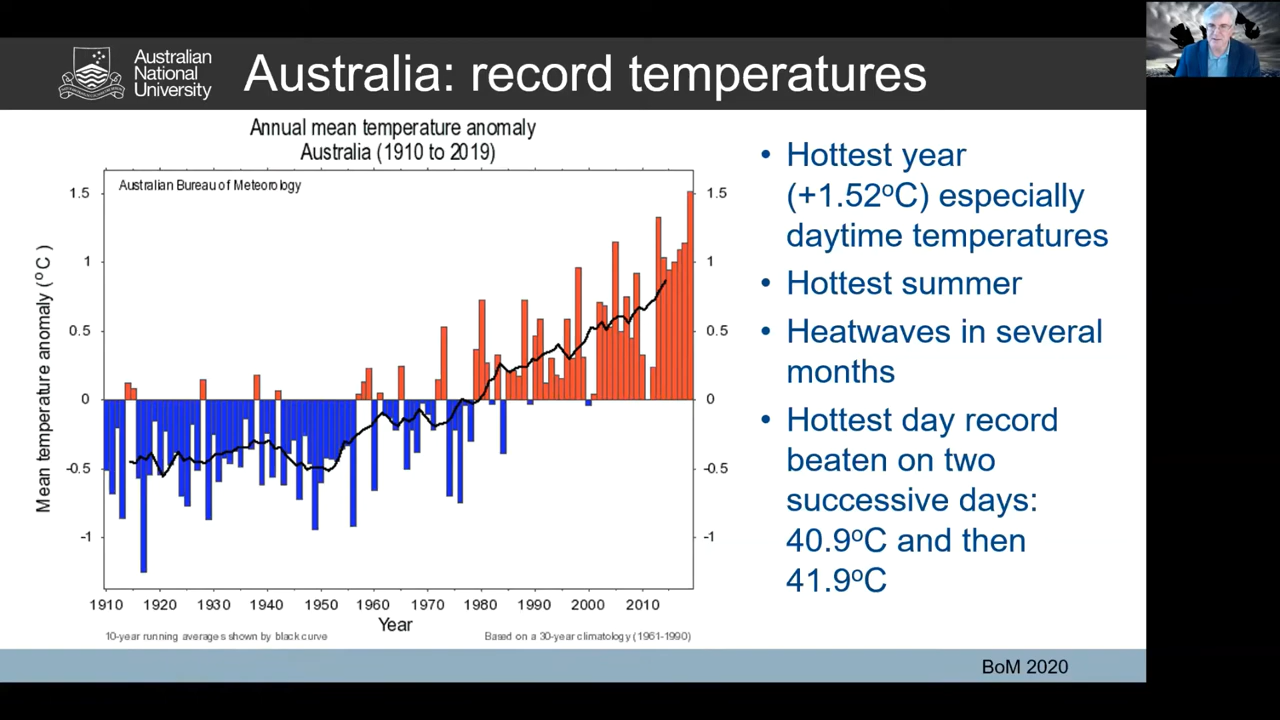 Australian
National
University
Australia: record temperatures
Annual mean temperature anomaly
Australia (1910 to 2019)
Australian Bureau of Meteorology
1.5
1
0.5
0
-0.5
-1
1.5
1
0.5
0
-0.5
-1
Mean temperature anomaly (°C)
1910 1920 1930 1940 1950 1960 1970 1980 1990 2000 2010
Year
10-year running averages shown by black curve
Based on a 30-year climatology (1961-1990)
• Hottest year
(+1.52ºC) especially
daytime temperatures
• Hottest summer
• Heatwaves in several
months
• Hottest day record
beaten on two
successive days:
40.9ºC and then
41.9ºC
BoM 2020